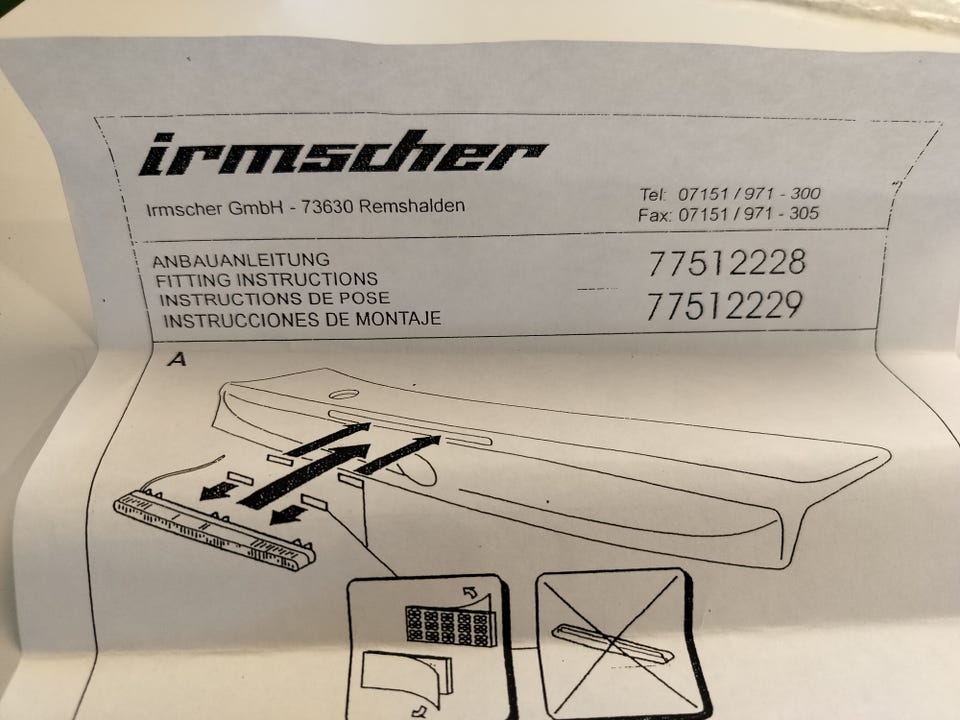 irmscher
Irmscher GmbH - 73630 Remshalden
Tel: 07151 / 971 - 300
Fax: 07151 / 971 - 305
ANBAUANLEITUNG
FITTING INSTRUCTIONS
INSTRUCTIONS DE POSE
INSTRUCCIONES DE MONTAJE
77512228
77512229
A